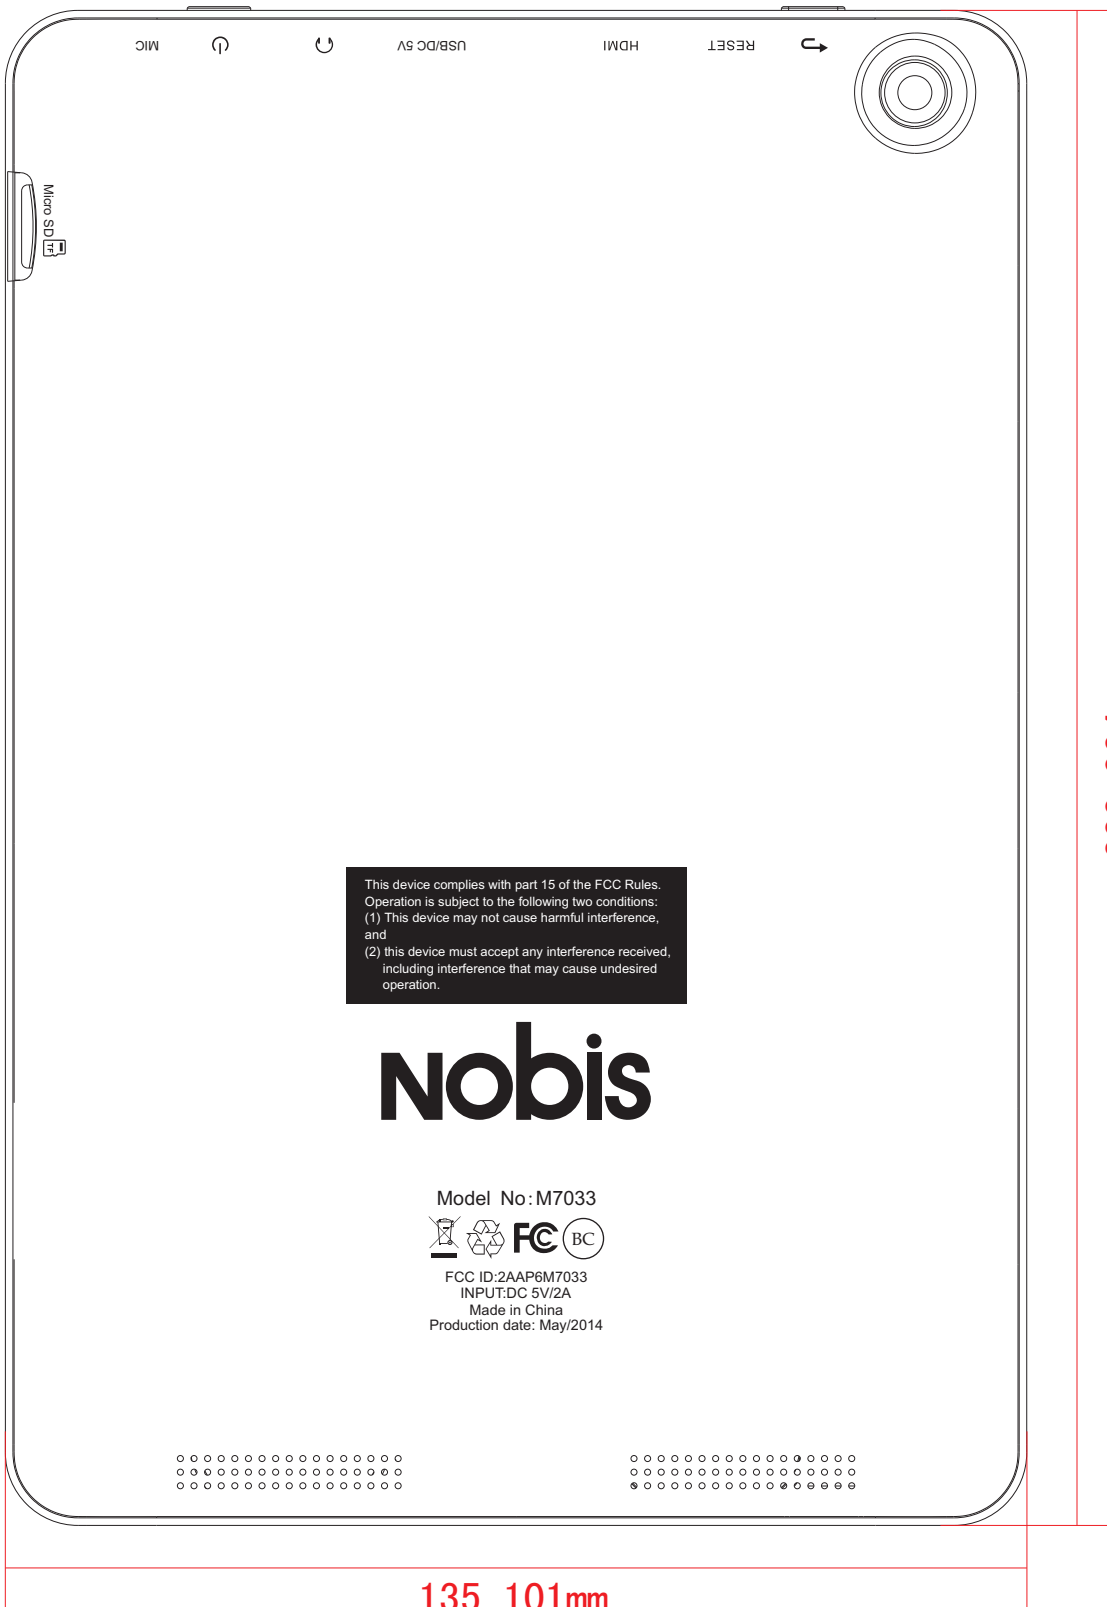 MIC
USB/DC 5V
HDMI
RESET
Micro SD
TF
This device complies with part 15 of the FCC Rules.
Operation is subject to the following two conditions:
(1) This device may not cause harmful interference,
and
(2) this device must accept any interference received,
including interference that may cause undesired
operation.
Nobis
Model No:M7033
FC BC
FCC ID:2AAP6M7033
INPUT:DC 5V/2A
Made in China
Production date: May/2014
135.101mm